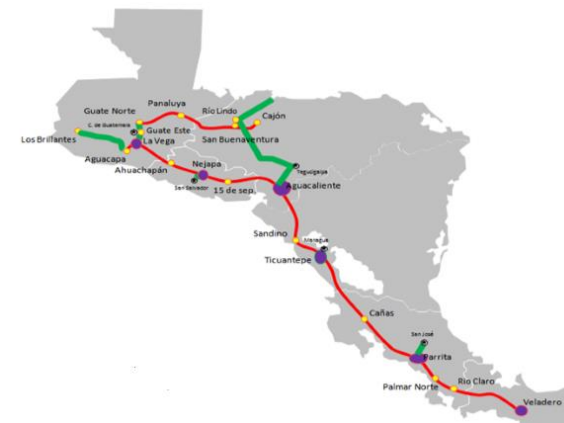 Panaluya
Guate Norte
Río Lindo
Cajón
C. de Guatemala
Guate Este
Los Brillantes
La Vega
San Buenaventura
Aguacapa
Ahuachapán
Nejapa
Tegucigalpa
San Salvador
15 de sep.
Aguacaliente
Sandino
Managua
Ticuantepe
Cañas
San José
Parrita
Palmar Norte
Rio Claro
Veladero